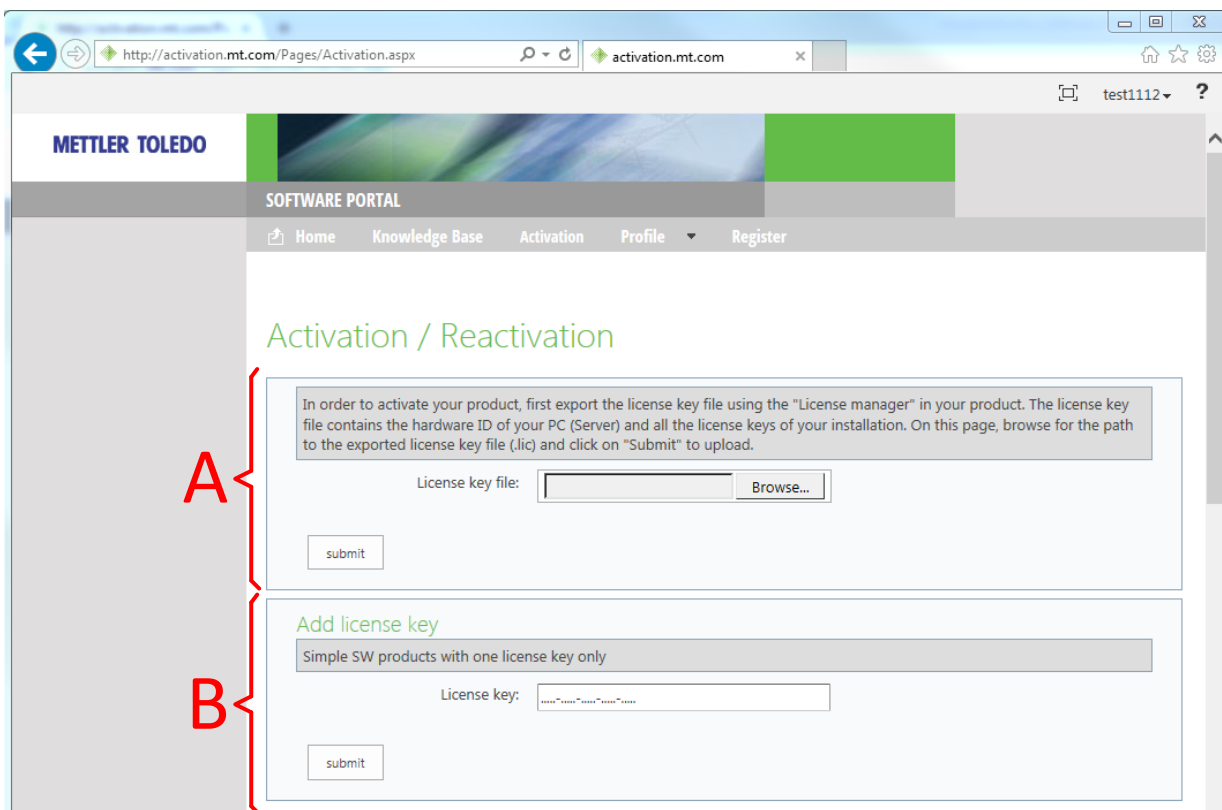 http://activation.mt.com/Pages/Activation.aspx
activation.mt.com
test1112
?
METTLER TOLEDO
SOFTWARE PORTAL
Home Knowledge Base Activation Profile Register
Activation / Reactivation
A
In order to activate your product, first export the license key file using the "License manager" in your product. The license key
file contains the hardware ID of your PC (Server) and all the license keys of your installation. On this page, browse for the path
to the exported license key file (.lic) and click on "Submit" to upload.
License key file: Browse...
submit
B
Add license key
Simple SW products with one license key only
License key: .....-.....-.....-.....-.....
submit